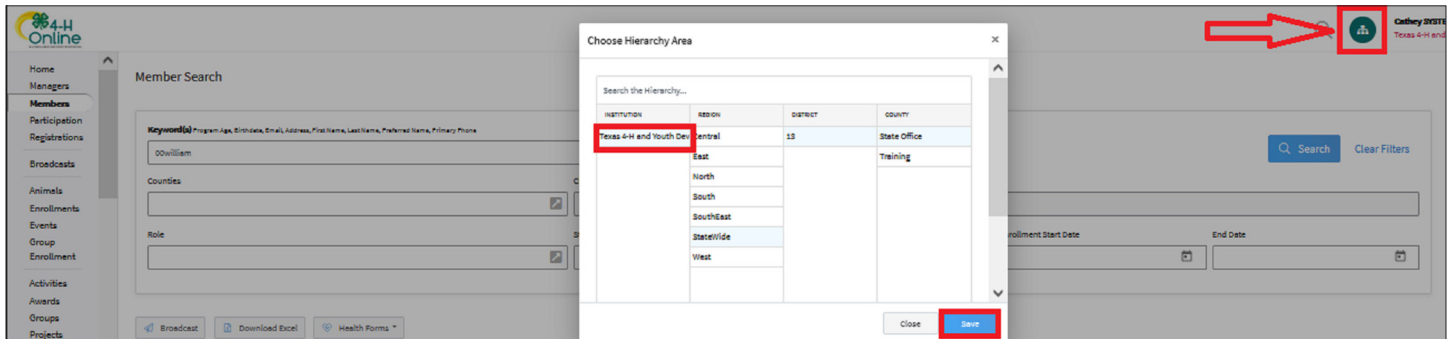 4-H
Online
Cathey SYSTE
Texas 4-H and
Home
Managers
Members
Participation
Registrations
Broadcasts
Animals
Enrollments
Events
Group
Enrollment
Activities
Awards
Groups
Projects
Member Search
Keyword(s) Program Age, Birthdate, Email, Address, First Name, Last Name, Preferred Name, Primary Phone
00william
Search
Clear Filters
Counties
C
Role
S
rollment Start Date
End Date
Broadcast
Download Excel
Health Forms
Choose Hierarchy Area
×
Search the Hierarchy...
INSTITUTION REGION DISTRICT COUNTY
Texas 4-H and Youth Dev Central 13 State Office
East Training
North
South
SouthEast
StateWide
West
Close Save